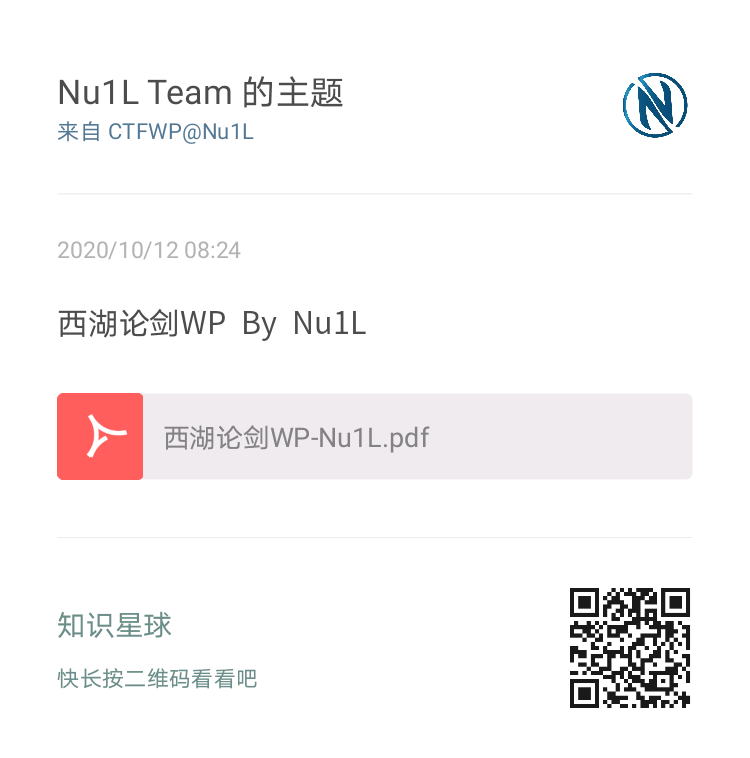 Nu1L Team 的主题
来自 CTFWP@Nu1L
2020/10/12 08:24
西湖论剑WP By Nu1L
西湖论剑WP-Nu1L.pdf
知识星球
快长按二维码看看吧